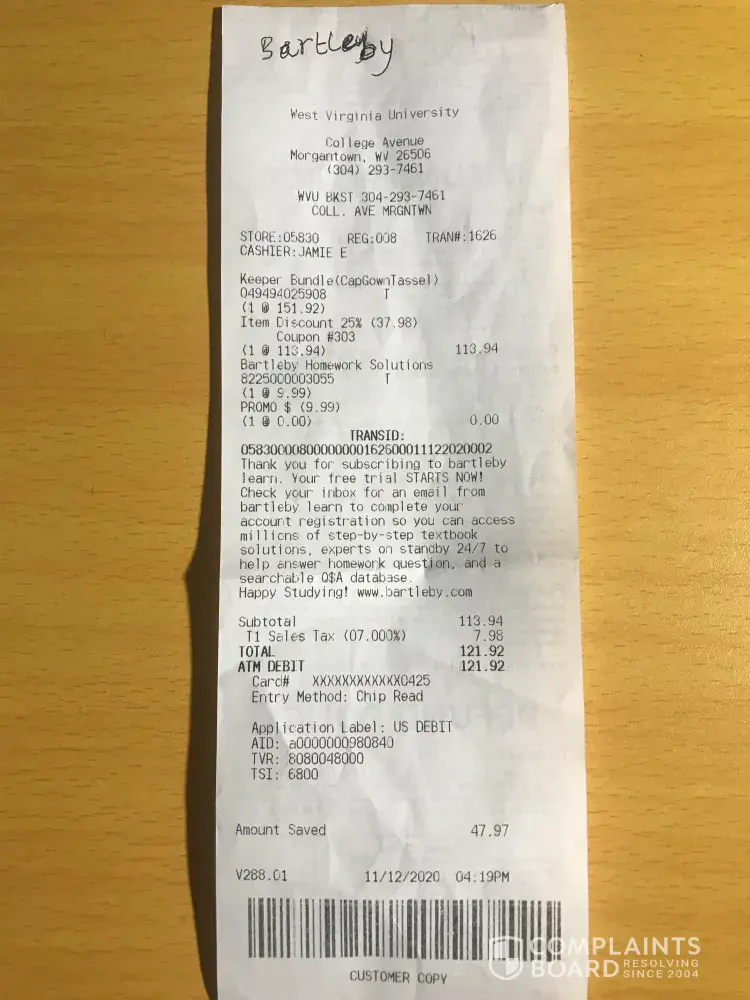 Bartleby
West Virginia University
College Avenue
Morgantown, WV 26506
(304) 293-7461
WVU BKST 304-293-7461
COLL. AVE MRGNTWN
STORE:05830 REG:008 TRAN#:1626
CASHIER:JAMIE E
Keeper Bundle(CapGownTassel)
049494025908 T
(1 @ 151.92)
Item Discount 25% (37.98)
Coupon #303
(1 @ 113.94) 113.94
Bartleby Homework Solutions
8225000003055 T
(1 @ 9.99)
PROMO $ (9.99)
(1 @ 0.00) 0.00
TRANSID:
05830000800000000162600011122020002
Thank you for subscribing to bartleby
learn. Your free trial STARTS NOW!
Check your inbox for an email from
bartleby learn to complete your
account registration so you can access
millions of step-by-step textbook
solutions, experts on standby 24/7 to
help answer homework question, and a
searchable Q$A database.
Happy Studying! www.bartleby.com
Subtotal 113.94
T1 Sales Tax (07.000%) 7.98
TOTAL 121.92
ATM DEBIT 121.92
Card# XXXXXXXXXXXX0425
Entry Method: Chip Read
Application Label: US DEBIT
AID: a0000000980840
TVR: 8080048000
TSI: 6800
Amount Saved 47.97
V288.01 11/12/2020 04:19PM
CUSTOMER COPY
COMPLAINTS
BOARD RESOLVING
SINCE 2004